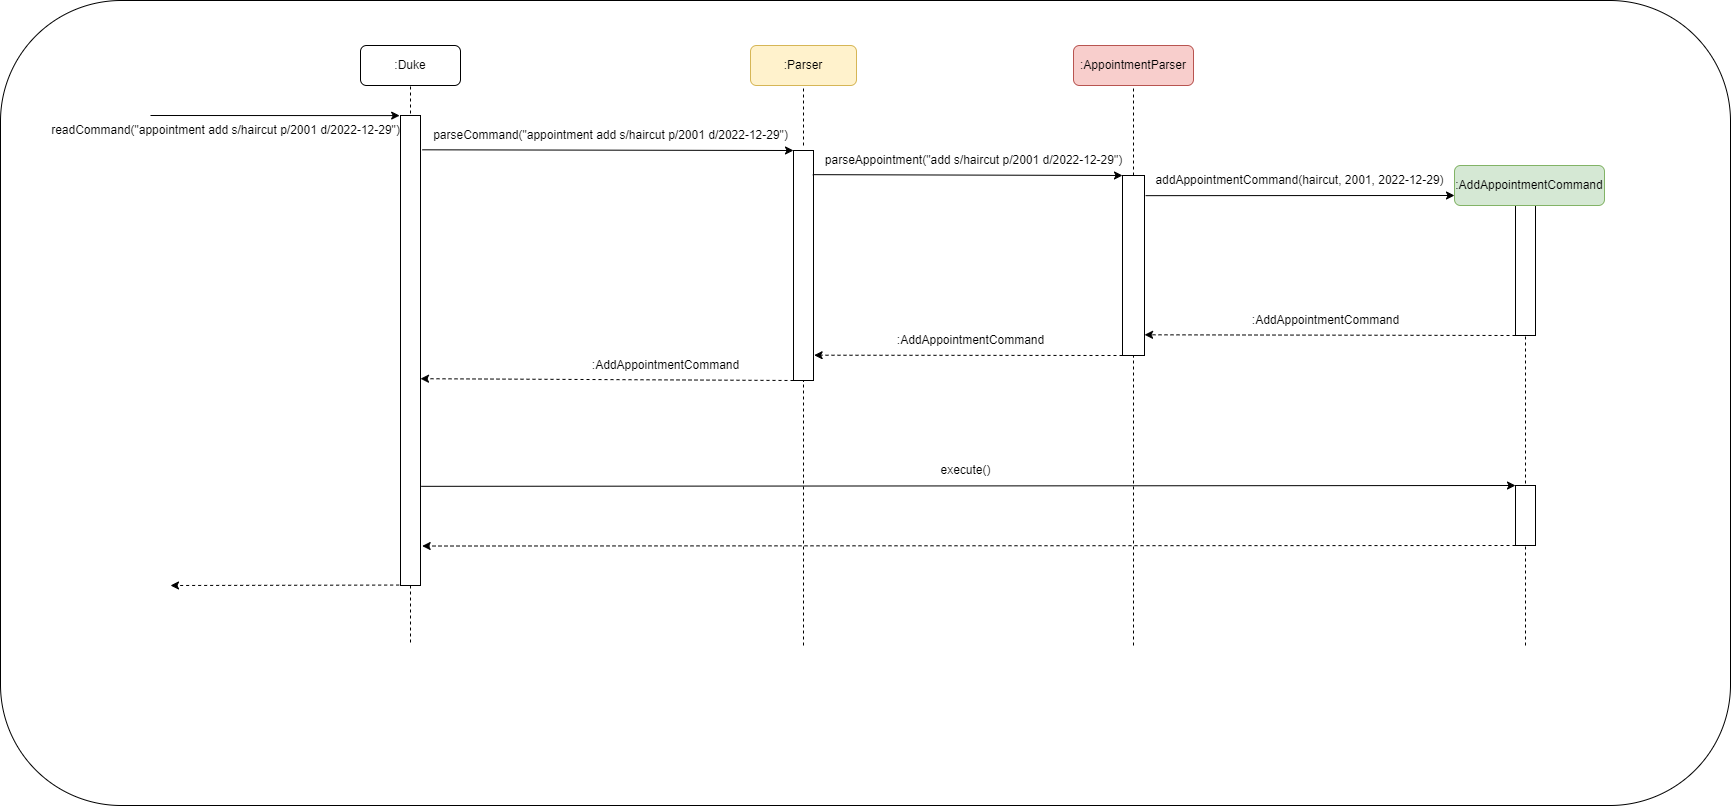 :Duke
:Parser
:AppointmentParser
readCommand("appointment add s/haircut p/2001 d/2022-12-29")
parseCommand("appointment add s/haircut p/2001 d/2022-12-29")
parseAppointment("add s/haircut p/2001 d/2022-12-29")
addAppointmentCommand(haircut, 2001, 2022-12-29)
:AddAppointmentCommand
:AddAppointmentCommand
:AddAppointmentCommand
:AddAppointmentCommand
execute()